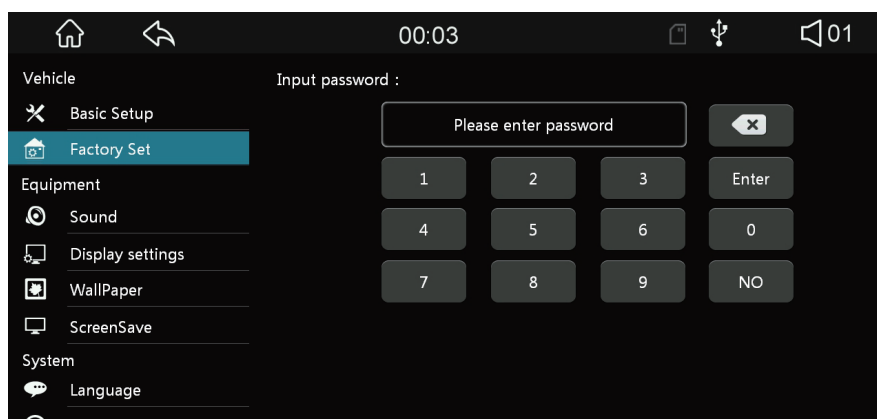 00:03 01
Vehicle
Input password :
Basic Setup
Please enter password
Factory Set
1 2 3 Enter
Equipment
Sound
4 5 6 0
Display settings
7 8 9 NO
WallPaper
ScreenSave
System
Language